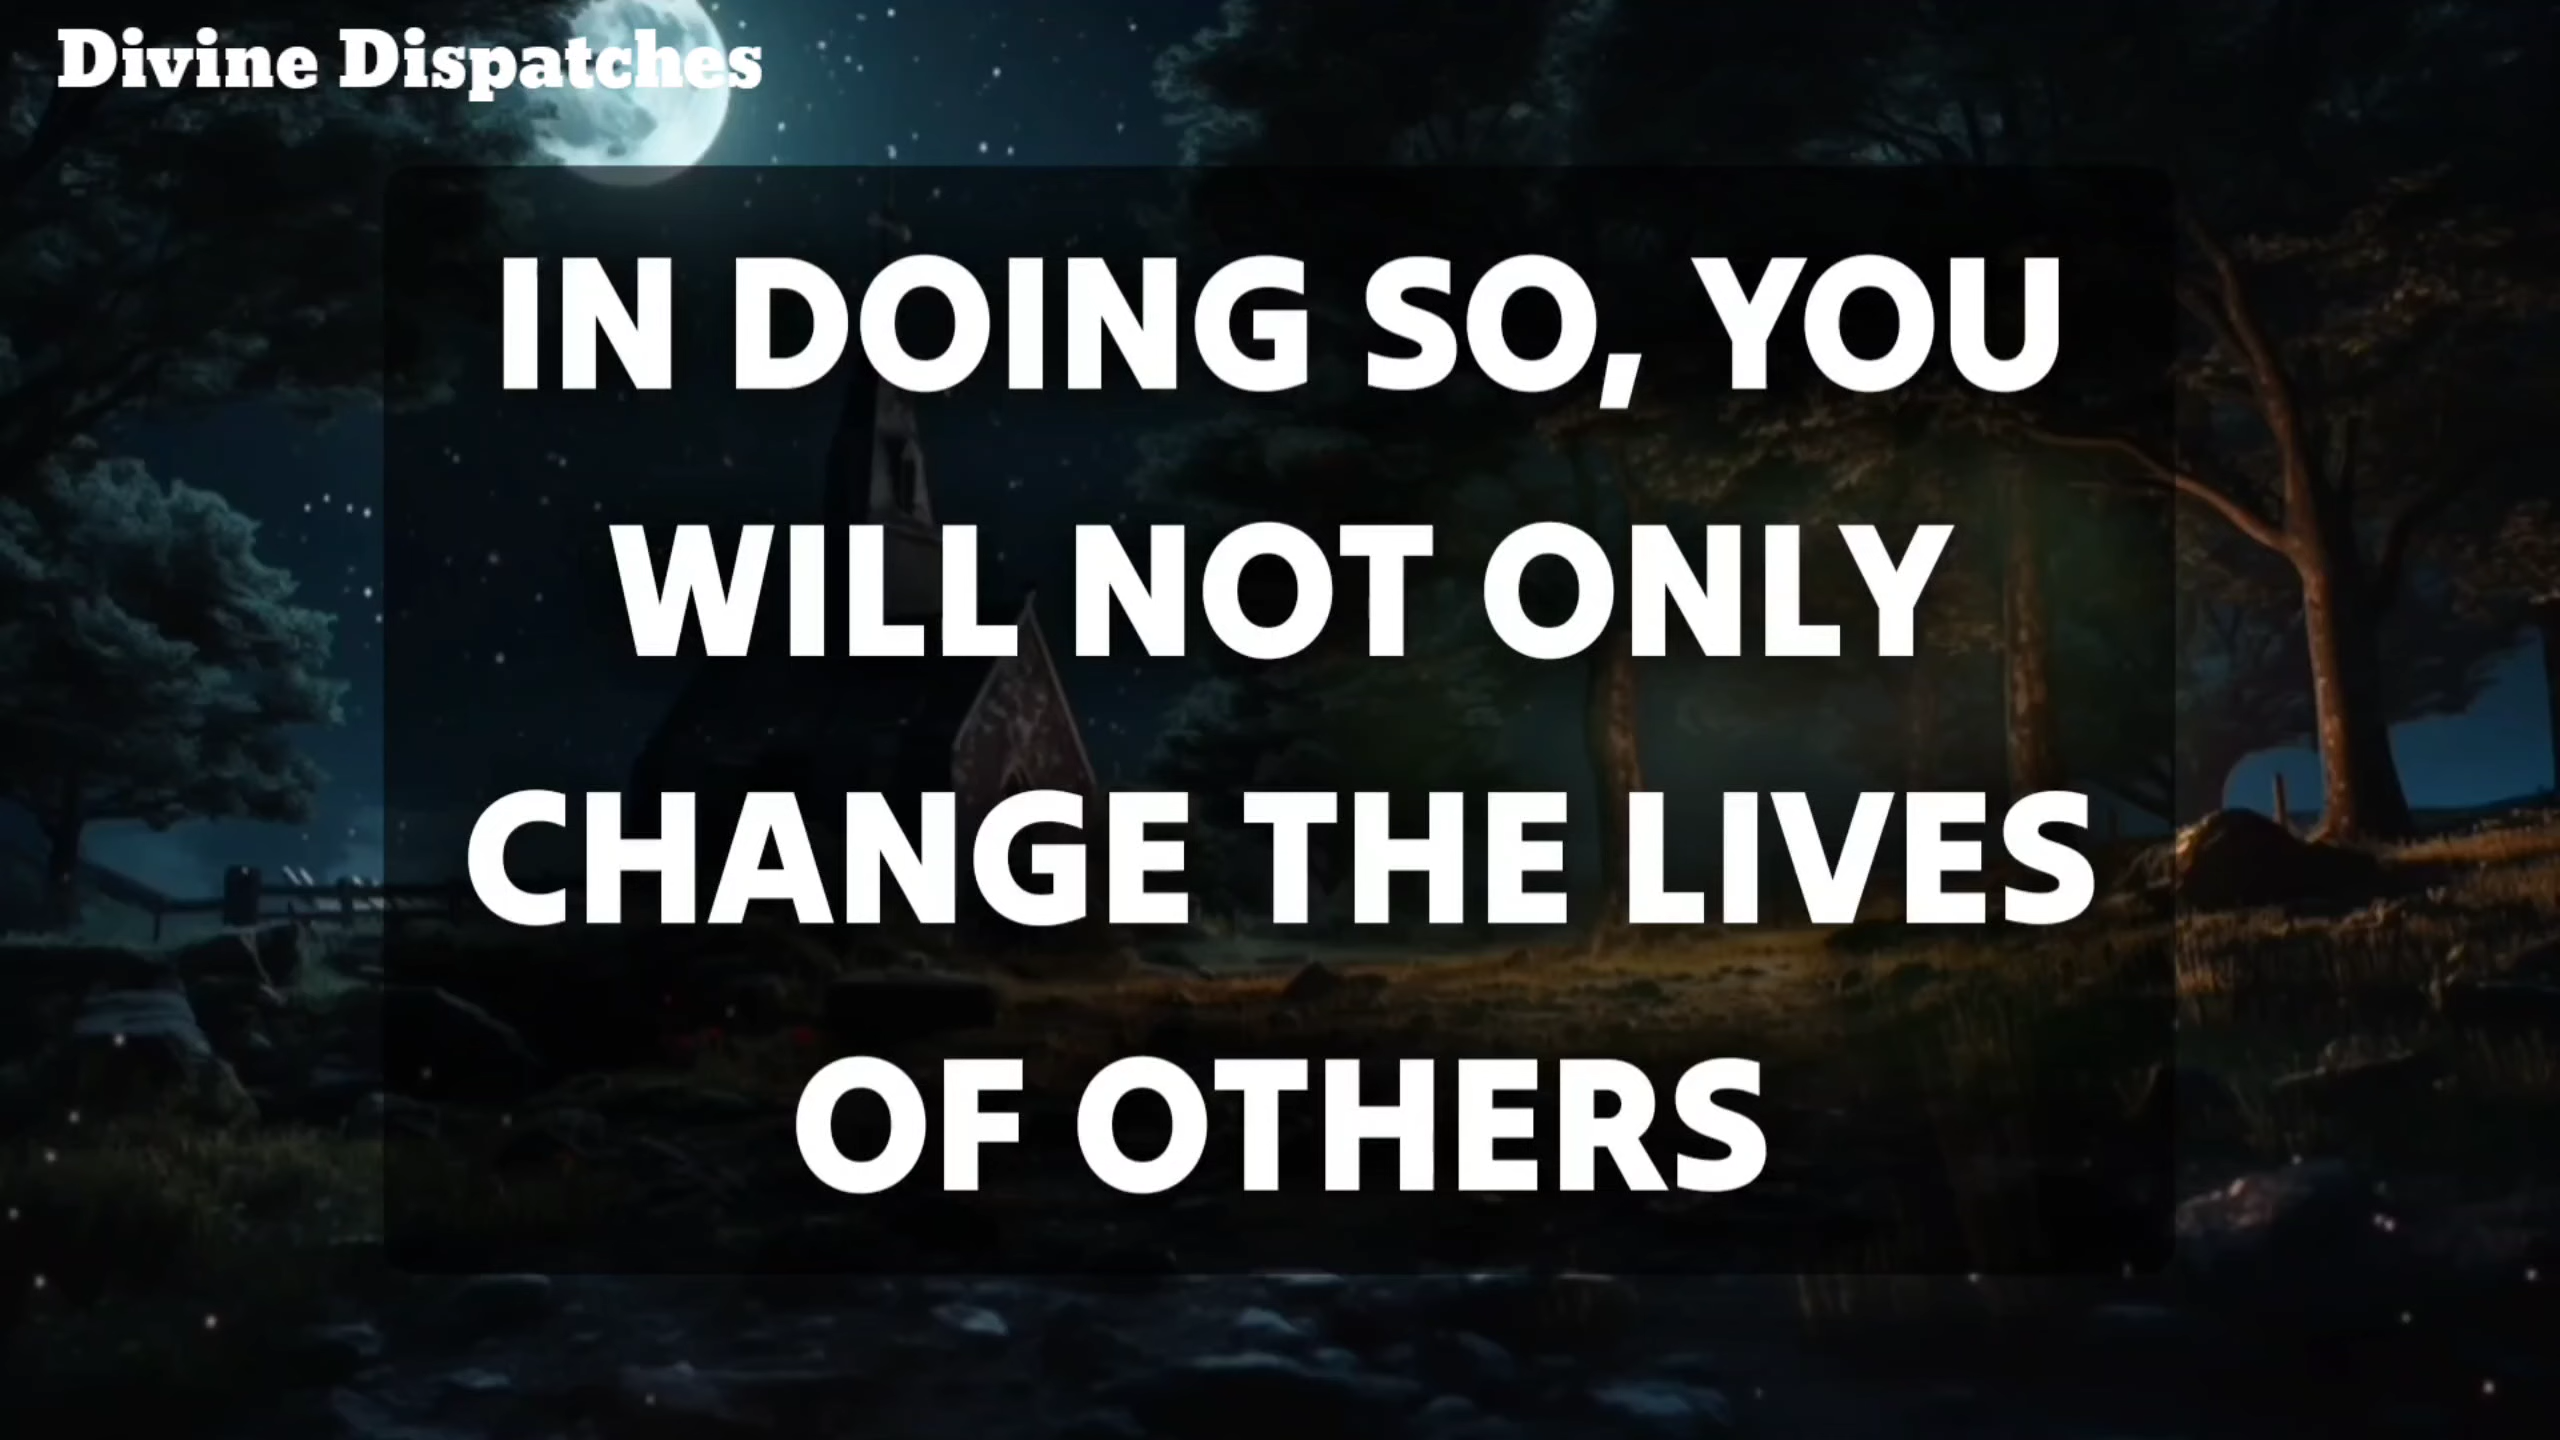 Divine Dispatches
IN DOING SO, YOU
WILL NOT ONLY
CHANGE THE LIVES
OF OTHERS